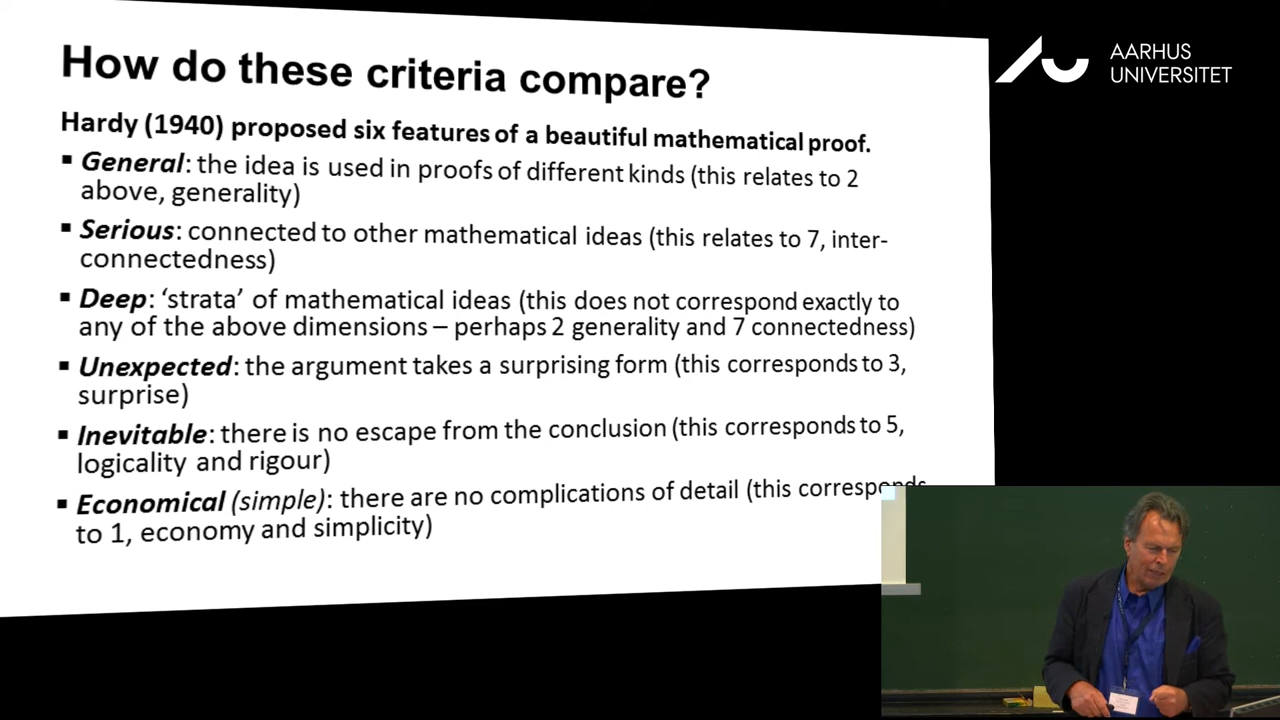 How do these criteria compare?
Hardy (1940) proposed six features of a beautiful mathematical proof.
▪ General: the idea is used in proofs of different kinds (this relates to 2
above, generality)
▪ Serious: connected to other mathematical ideas (this relates to 7, inter-
connectedness)
▪ Deep: ‘strata’ of mathematical ideas (this does not correspond exactly to
any of the above dimensions – perhaps 2 generality and 7 connectedness)
▪ Unexpected: the argument takes a surprising form (this corresponds to 3,
surprise)
▪ Inevitable: there is no escape from the conclusion (this corresponds to 5,
logicality and rigour)
▪ Economical (simple): there are no complications of detail (this corresponds
to 1, economy and simplicity)
AARHUS
UNIVERSITET